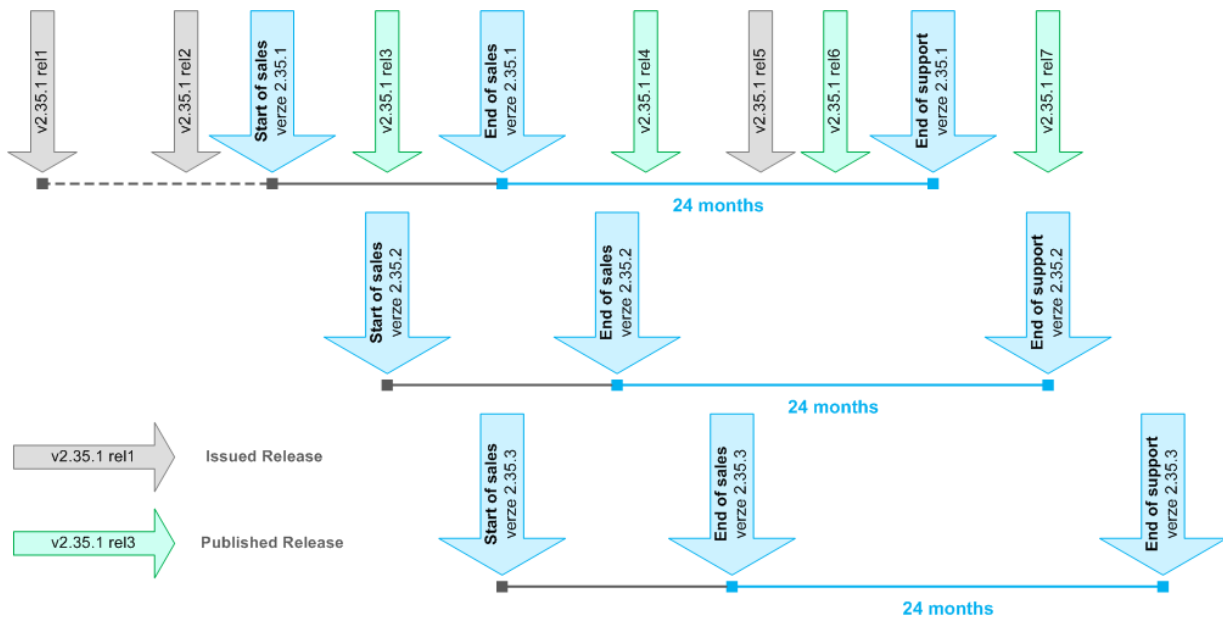 v2.35.1 rel1
v2.35.1 rel2
Start of sales
verze 2.35.1
v2.35.1 rel3
End of sales
verze 2.35.1
v2.35.1 rel4
v2.35.1 rel5
v2.35.1 rel6
End of support
verze 2.35.1
v2.35.1 rel7
24 months
Start of sales
verze 2.35.2
End of sales
verze 2.35.2
End of support
verze 2.35.2
24 months
v2.35.1 rel1
Issued Release
v2.35.1 rel3
Published Release
Start of sales
verze 2.35.3
End of sales
verze 2.35.3
End of support
verze 2.35.3
24 months